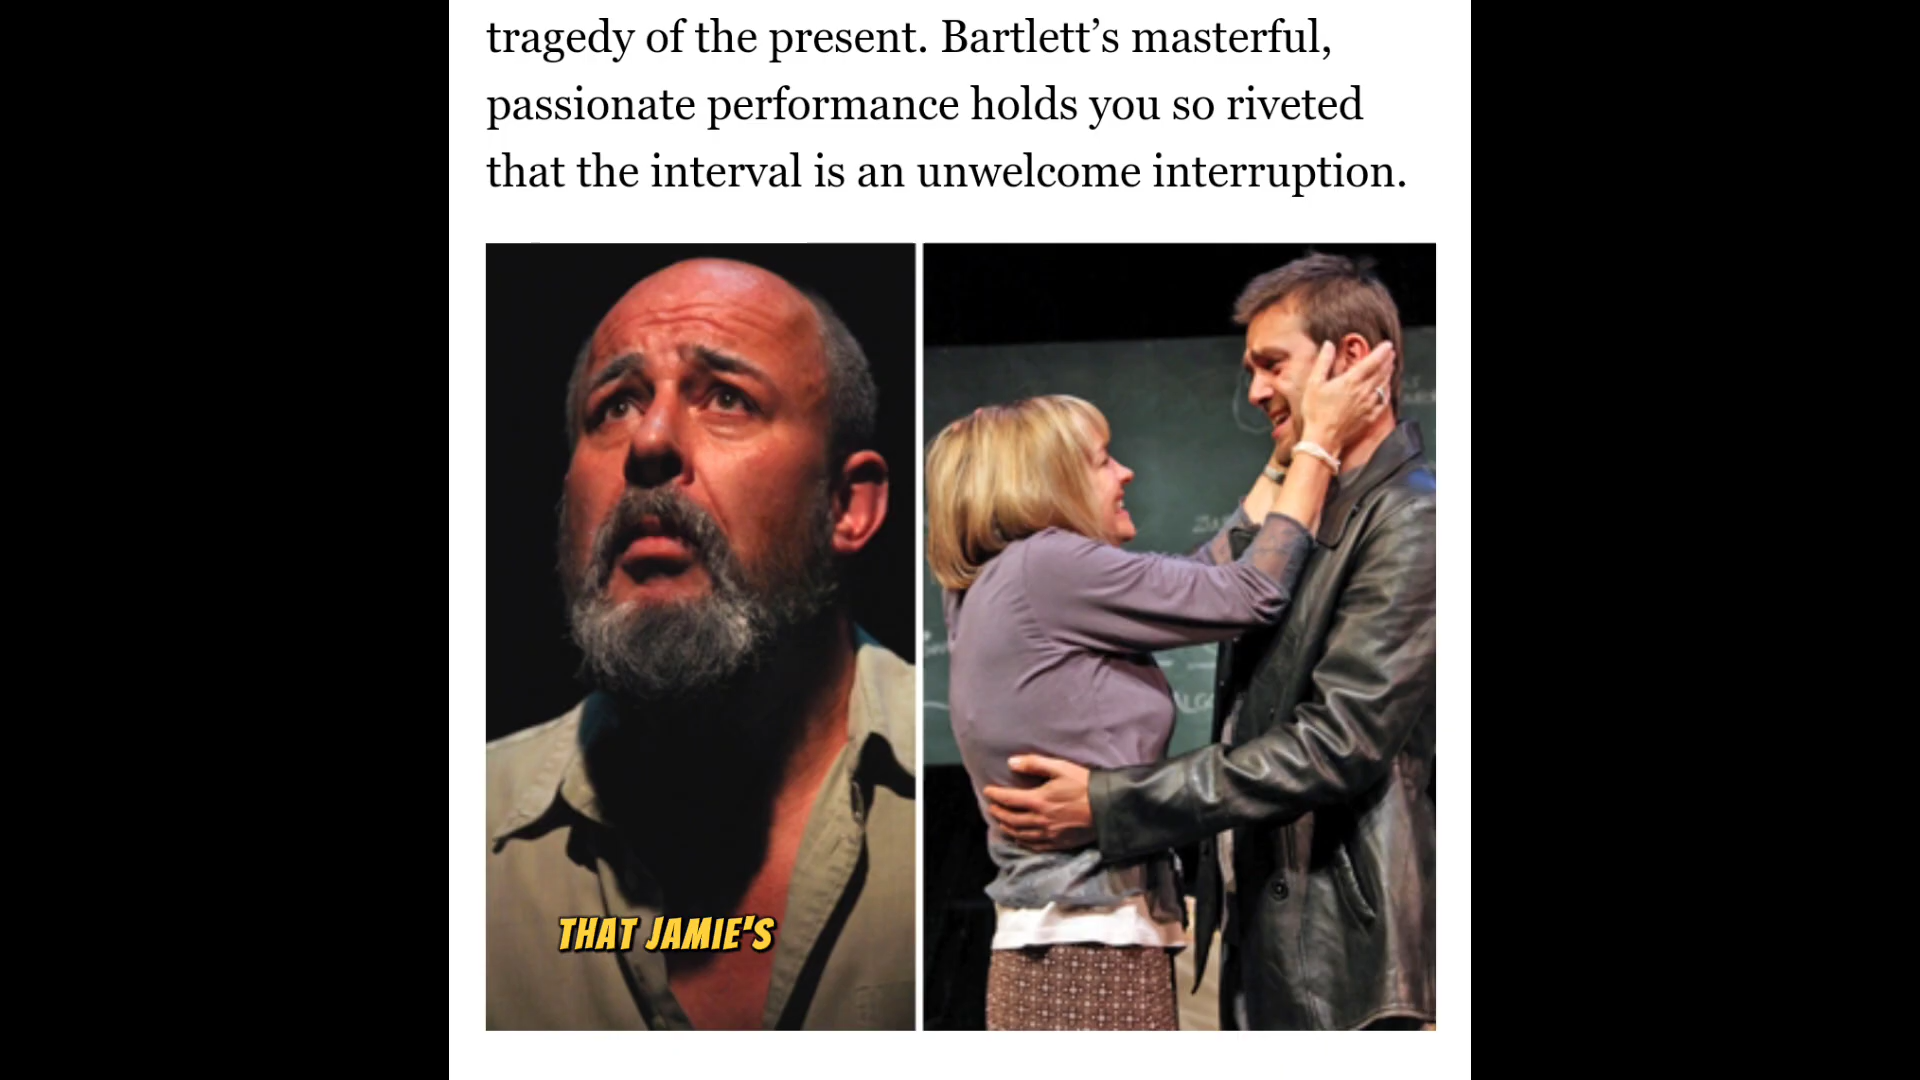 tragedy of the present. Bartlett’s masterful,
passionate performance holds you so riveted
that the interval is an unwelcome interruption.
THAT JAMIE'S